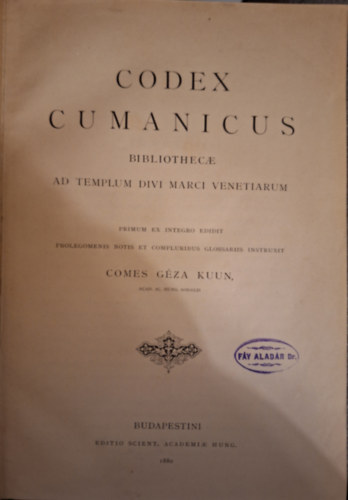 CODEX
CUMANICUS
BIBLIOTHECÆ
AD TEMPLUM DIVI MARCI VENETIARUM
PRIMUM EX INTEGRO EDIDIT
PROLEGOMENIS NOTIS ET COMPLURIBUS GLOSSARIIS INSTRUXIT
COMES GÉZA KUUN,
FÁY ALADÁR Dr.
BUDAPESTINI
EDITIO SCIENT. ACADEMIÆ HUNG.
1880